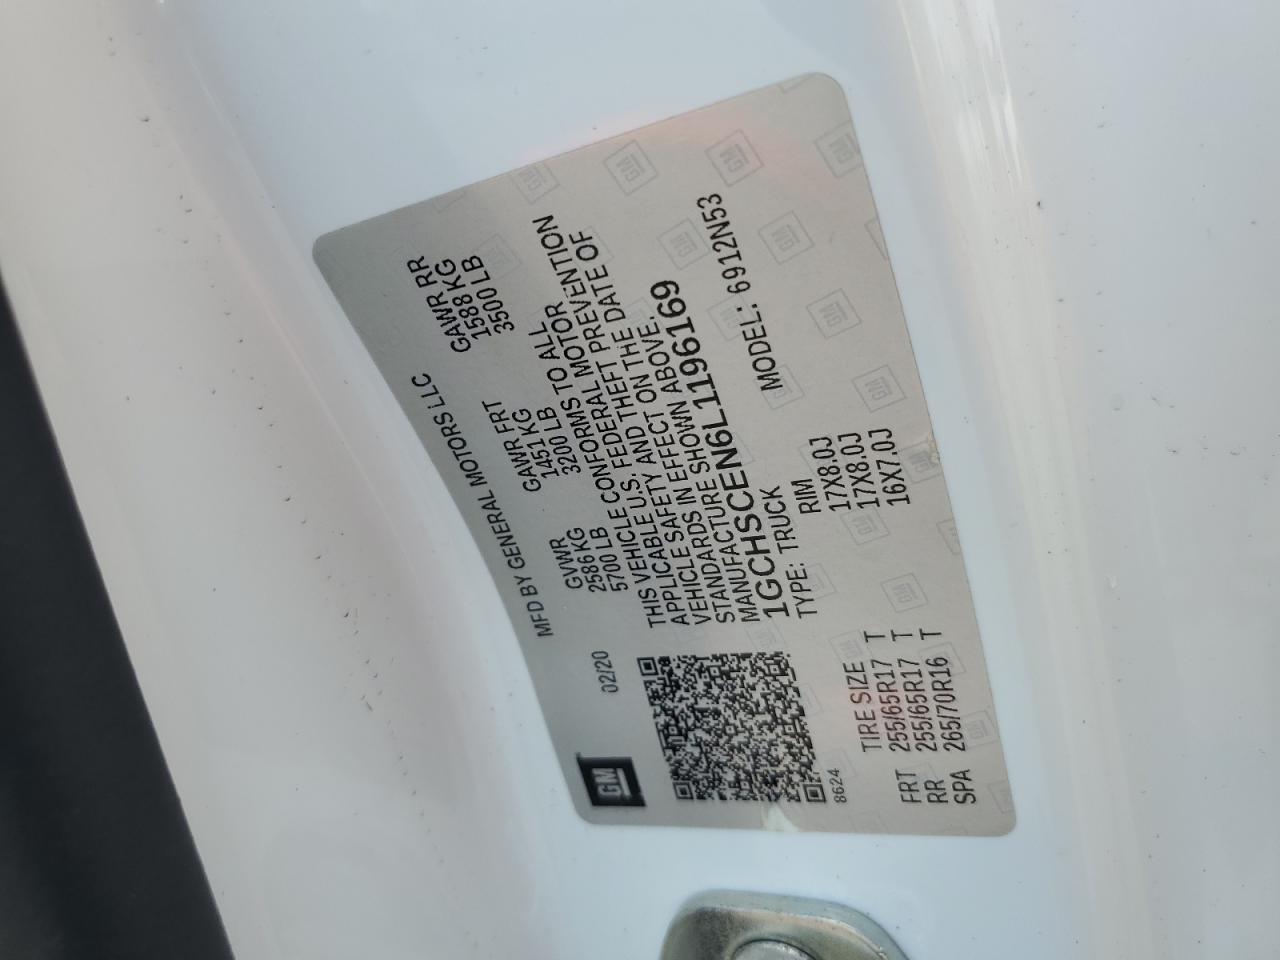 GM
02/20
MFD BY GENERAL MOTORS LLC
GVWR GAWR FRT GAWR RR
2586 KG 1451 KG 1588 KG
5700 LB 3200 LB 3500 LB
THIS VEHICLE CONFORMS TO ALL
APPLICABLE U.S. FEDERAL MOTOR
VEHICLE SAFETY AND THEFT PREVENTION
STANDARDS IN EFFECT ON THE DATE OF
MANUFACTURE SHOWN ABOVE.
1GCHSCEN6L1196169
TYPE: TRUCK MODEL: 6912N53
8624
TIRE SIZE RIM
FRT 255/65R17 T 17X8.0J
RR 255/65R17 T 17X8.0J
SPA 265/70R16 T 16X7.0J